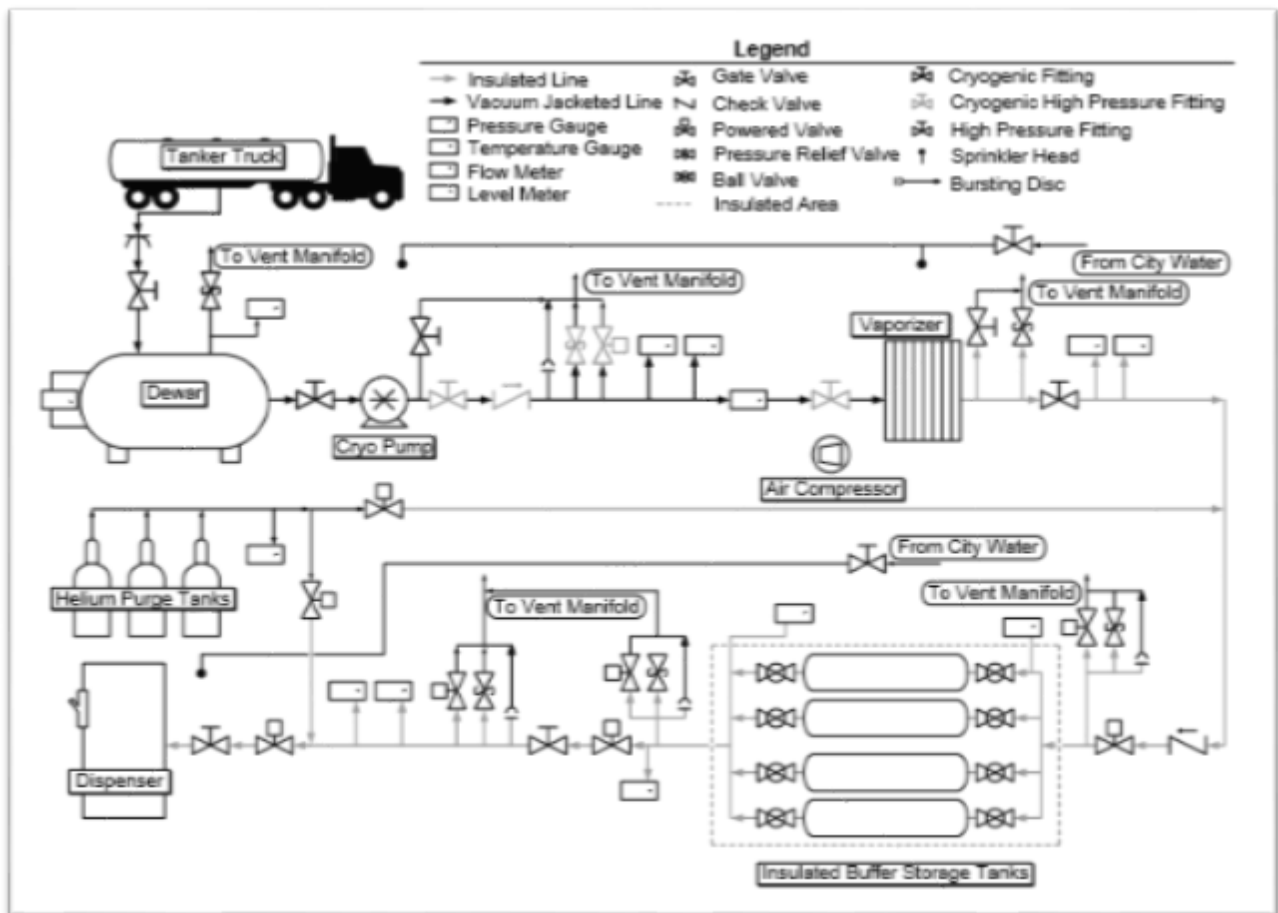 Legend
Insulated Line
Vacuum Jacketed Line
Pressure Gauge
Temperature Gauge
Flow Meter
Level Meter
Gate Valve
Check Valve
Powered Valve
Pressure Relief Valve
Ball Valve
Insulated Area
Cryogenic Fitting
Cryogenic High Pressure Fitting
High Pressure Fitting
Sprinkler Head
Bursting Disc
Tanker Truck
To Vent Manifold
From City Water
To Vent Manifold
To Vent Manifold
Vaporizer
Dewar
Cryo Pump
Air Compressor
From City Water
Helium Purge Tanks
To Vent Manifold
To Vent Manifold
Dispenser
Insulated Buffer Storage Tanks